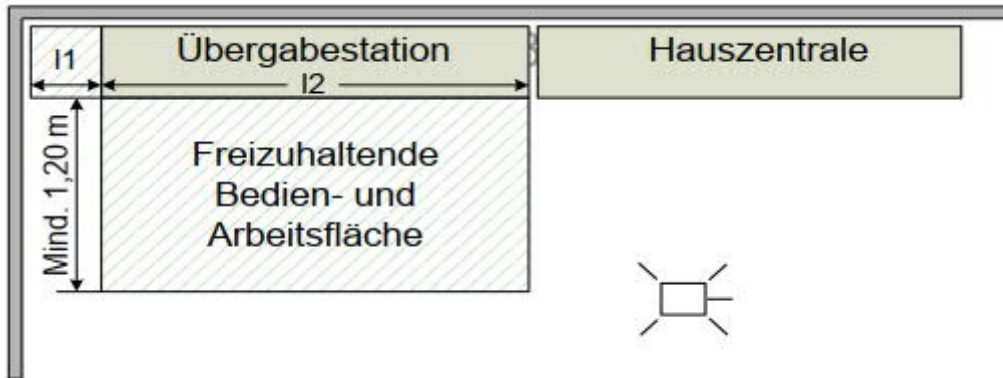 l1
Übergabestation
l2
Hauszentrale
Mind. 1,20 m
Freizuhaltende
Bedien- und
Arbeitsfläche